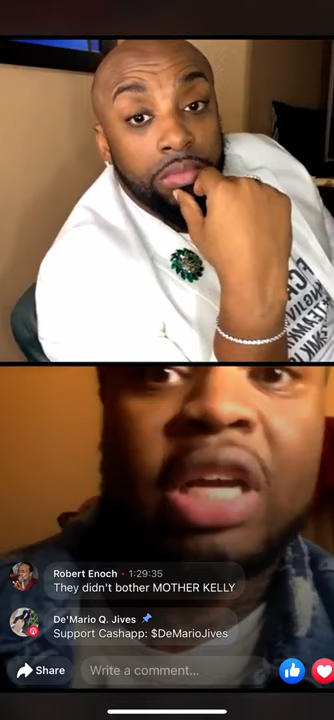 Robert Enoch • 1:29:35
They didn't bother MOTHER KELLY
De'Mario Q. Jives
Support Cashapp: $DeMarioJives
Share
Write a comment...